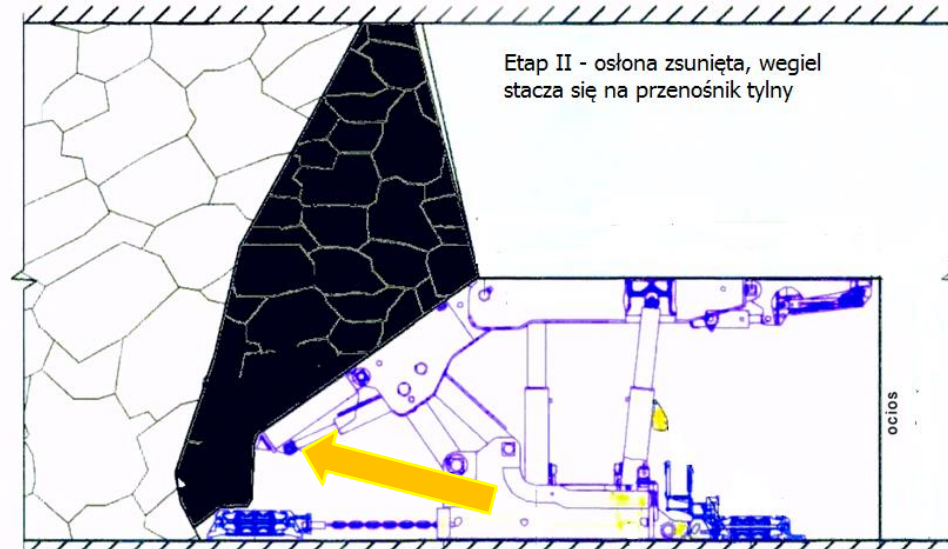 Etap II - osłona zsunięta, wegiel
stacza się na przenośnik tylny
ocios